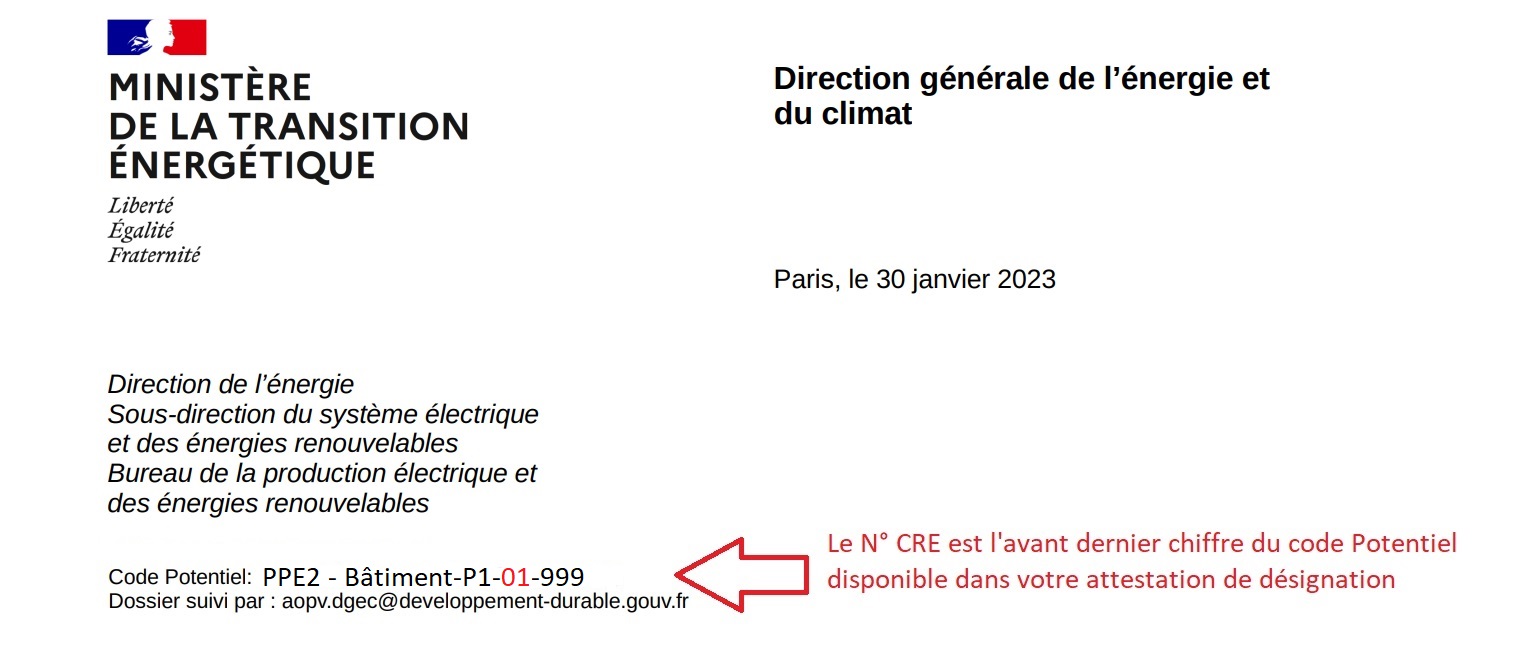 MINISTÈRE
DE LA TRANSITION
ÉNERGÉTIQUE
Liberté
Égalité
Fraternité
Direction générale de l’énergie et
du climat
Paris, le 30 janvier 2023
Direction de l’énergie
Sous-direction du système électrique
et des énergies renouvelables
Bureau de la production électrique et
des énergies renouvelables
Code Potentiel: PPE2 - Bâtiment-P1-01-999
Dossier suivi par : aopv.dgec@developpement-durable.gouv.fr
Le N° CRE est l'avant dernier chiffre du code Potentiel
disponible dans votre attestation de désignation